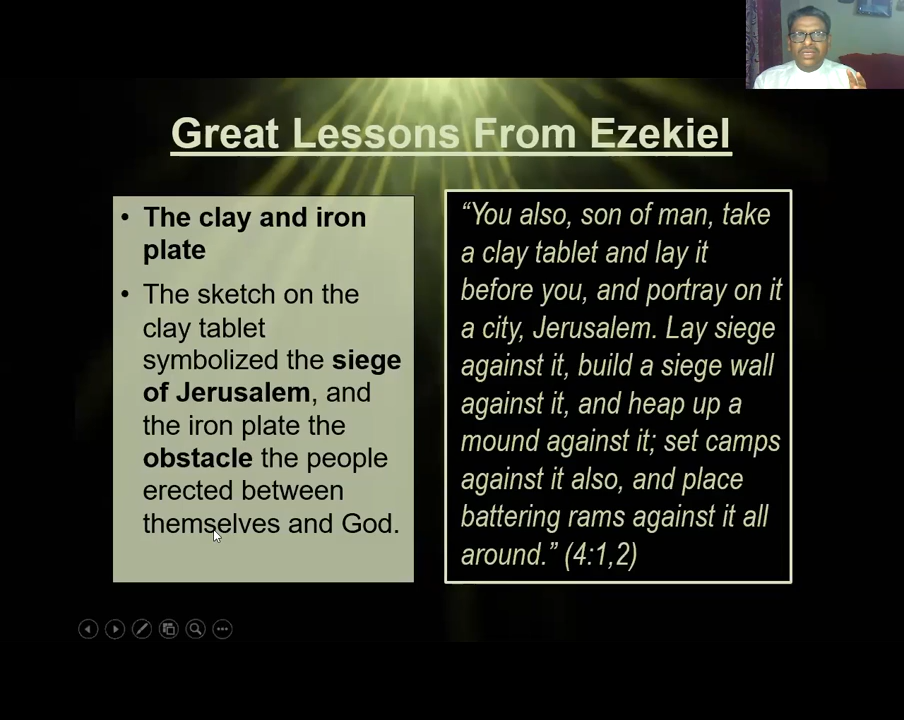 Great Lessons From Ezekiel
• The clay and iron
plate
• The sketch on the
clay tablet
symbolized the siege
of Jerusalem, and
the iron plate the
obstacle the people
erected between
themselves and God.
“You also, son of man, take
a clay tablet and lay it
before you, and portray on it
a city, Jerusalem. Lay siege
against it, build a siege wall
against it, and heap up a
mound against it; set camps
against it also, and place
battering rams against it all
around.” (4:1,2)